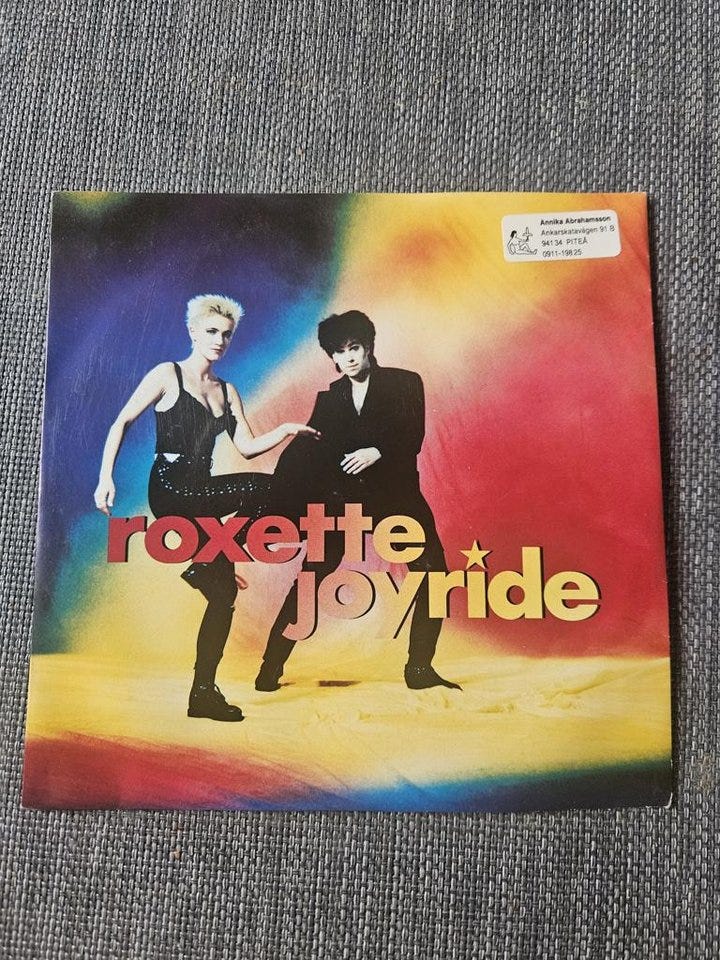 Annika Abrahamsson
Ankarskatavägen 91 B
941 34 PITEÅ
0911-198 25
roxette
joyride